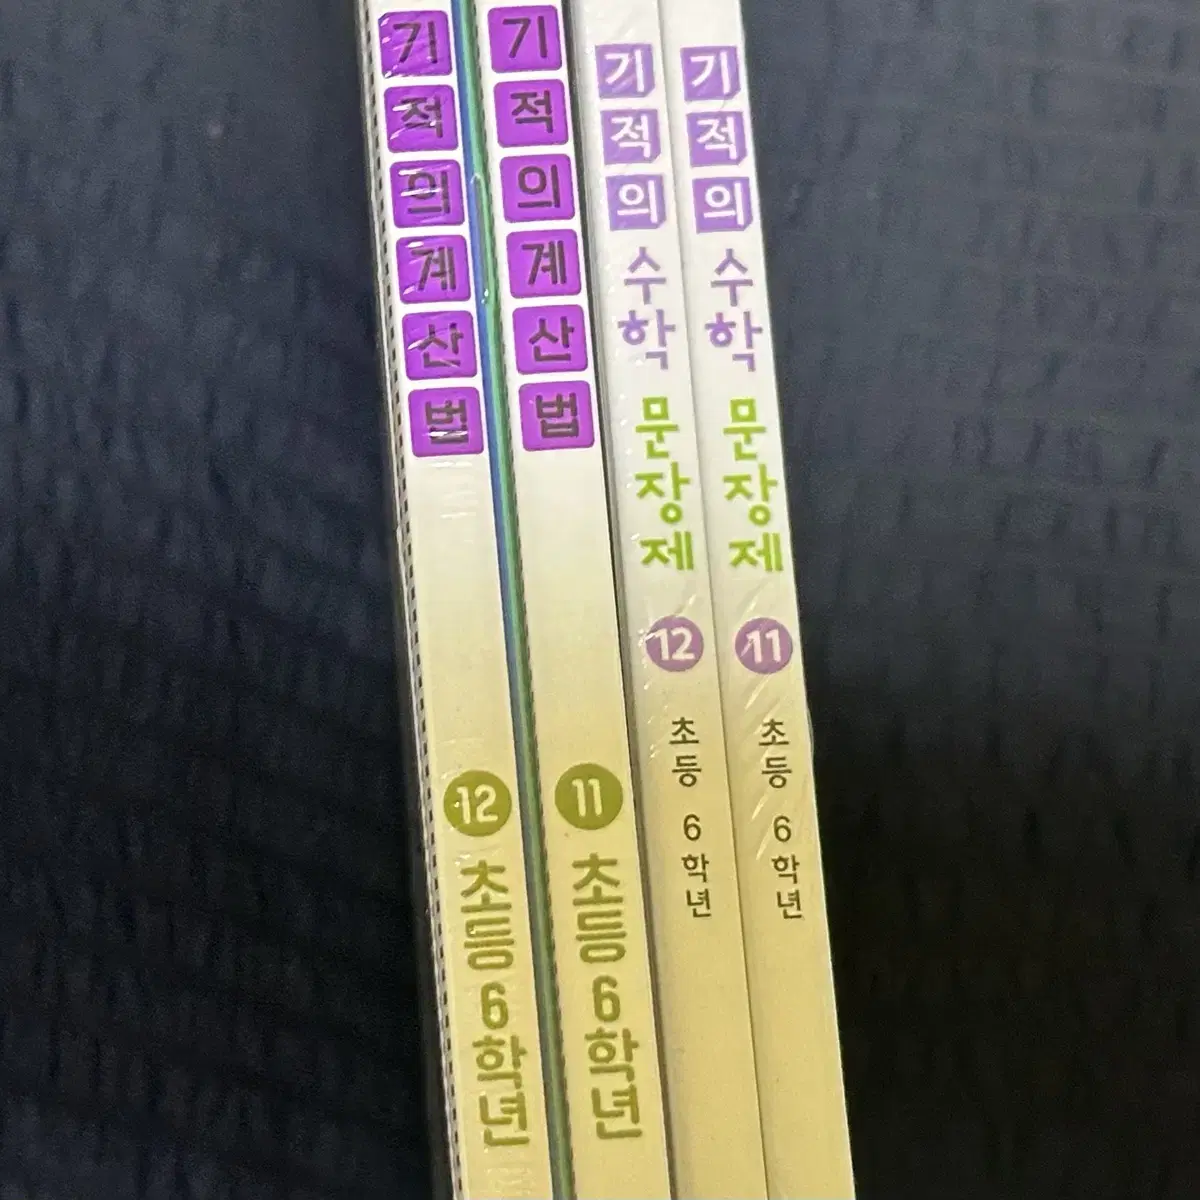 기적의계산법 12 초등 6학년
기적의계산법 11 초등 6학년
기적의 수학 문장제 12 초등 6학년
기적의 수학 문장제 11 초등 6학년